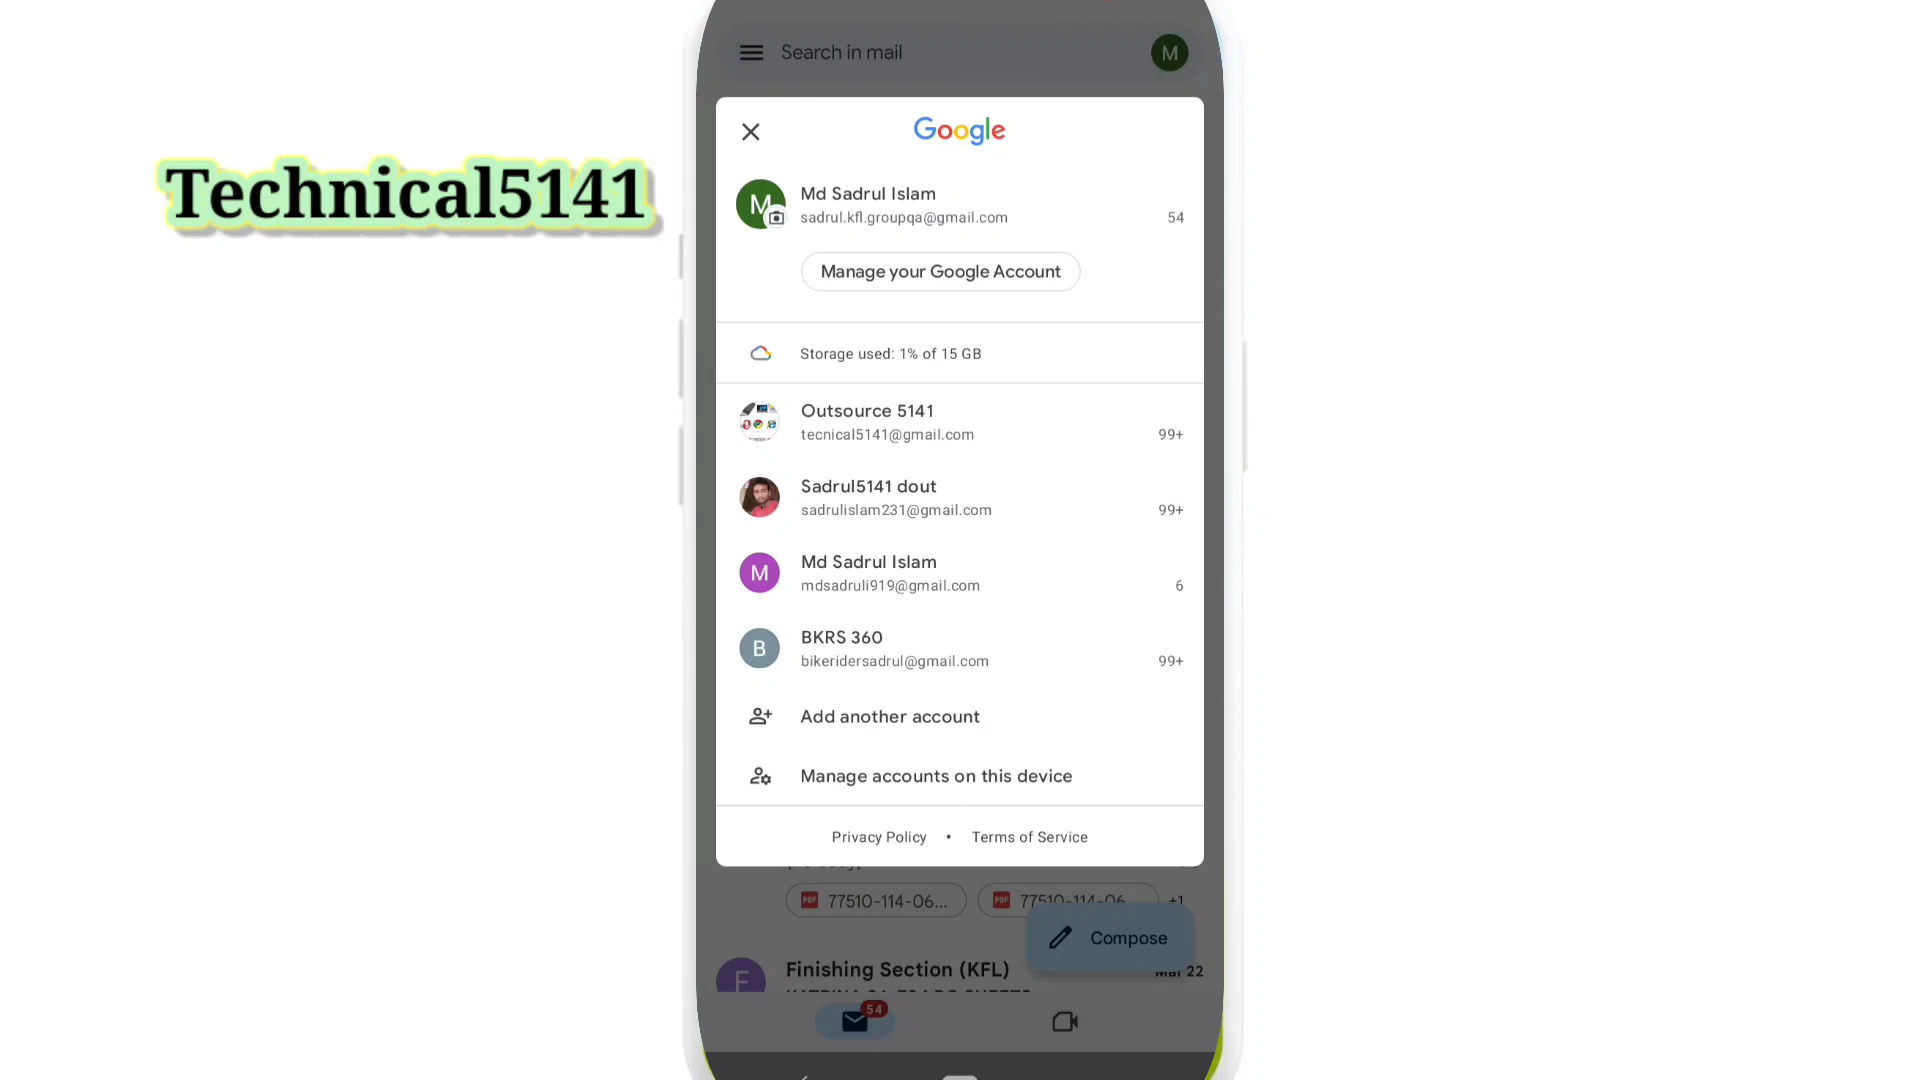 Search in mail
M
Technical5141
Google
M
Md Sadrul Islam
sadrul.kfl.groupqa@gmail.com
54
Manage your Google Account
Storage used: 1% of 15 GB
Outsource 5141
tecnical5141@gmail.com
99+
Sadrul5141 dout
sadrulislam231@gmail.com
99+
M
Md Sadrul Islam
mdsadruli919@gmail.com
6
B
BKRS 360
bikeridersadrul@gmail.com
99+
Add another account
Manage accounts on this device
Privacy Policy • Terms of Service
PDF 77510-114-06...
PDF 77510-114-06
+1
Compose
F
Finishing Section (KFL)
Mar 22
54